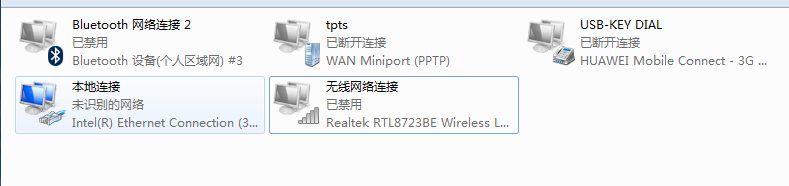 Bluetooth 网络连接 2
已禁用
Bluetooth 设备(个人区域网) #3
tpts
已断开连接
WAN Miniport (PPTP)
USB-KEY DIAL
已断开连接
HUAWEI Mobile Connect - 3G ...
本地连接
未识别的网络
Intel(R) Ethernet Connection (3...
无线网络连接
已禁用
Realtek RTL8723BE Wireless L...